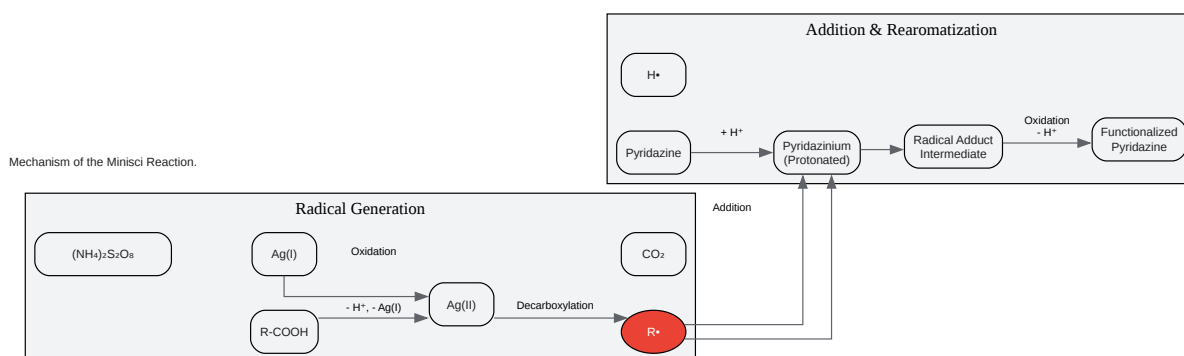 Addition & Rearomatization
H•
Pyridazine
+ H⁺
Pyridazinium
(Protonated)
Radical Adduct
Intermediate
Oxidation
- H⁺
Functionalized
Pyridazine
Mechanism of the Minisci Reaction.
Radical Generation
Addition
(NH₄)₂S₂O₈
Ag(I)
Oxidation
CO₂
R-COOH
- H⁺, - Ag(I)
Ag(II)
Decarboxylation
R•